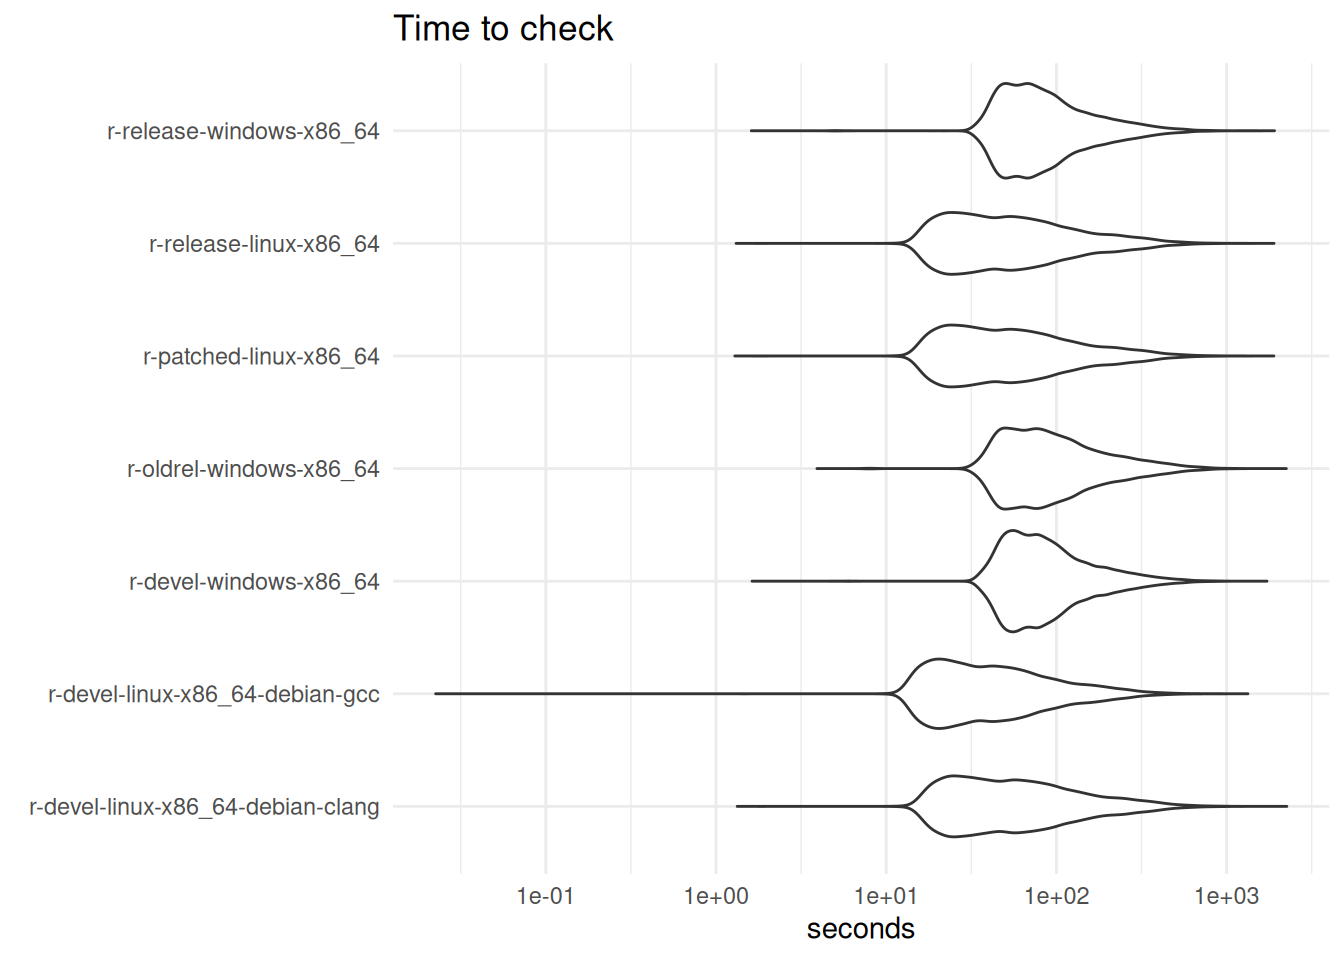 Time to check
r-release-windows-x86_64
r-release-linux-x86_64
r-patched-linux-x86_64
r-oldrel-windows-x86_64
r-devel-windows-x86_64
r-devel-linux-x86_64-debian-gcc
r-devel-linux-x86_64-debian-clang
1e-01 1e+00 1e+01 1e+02 1e+03
seconds